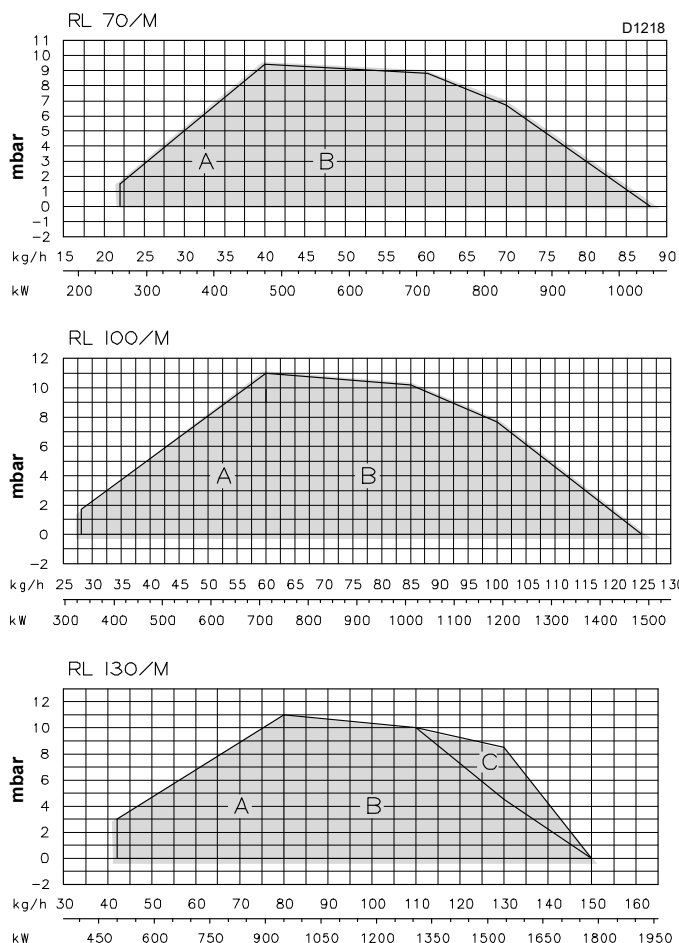 RL 70/M
D1218
11
10
9
8
7
6
5
4
3
2
1
0
-1
-2
mbar
A
B
kg/h 15 20 25 30 35 40 45 50 55 60 65 70 75 80 85 90
kW 200 300 400 500 600 700 800 900 1000
RL 100/M
12
10
8
6
4
2
0
-2
mbar
A
B
kg/h 25 30 35 40 45 50 55 60 65 70 75 80 85 90 95 100 105 110 115 120 125 130
kW 300 400 500 600 700 800 900 1000 1100 1200 1300 1400 1500
RL 130/M
12
10
8
6
4
2
0
-2
mbar
A
B
C
kg/h 30 40 50 60 70 80 90 100 110 120 130 140 150 160
kW 450 600 750 900 1050 1200 1350 1500 1650 1800 1950